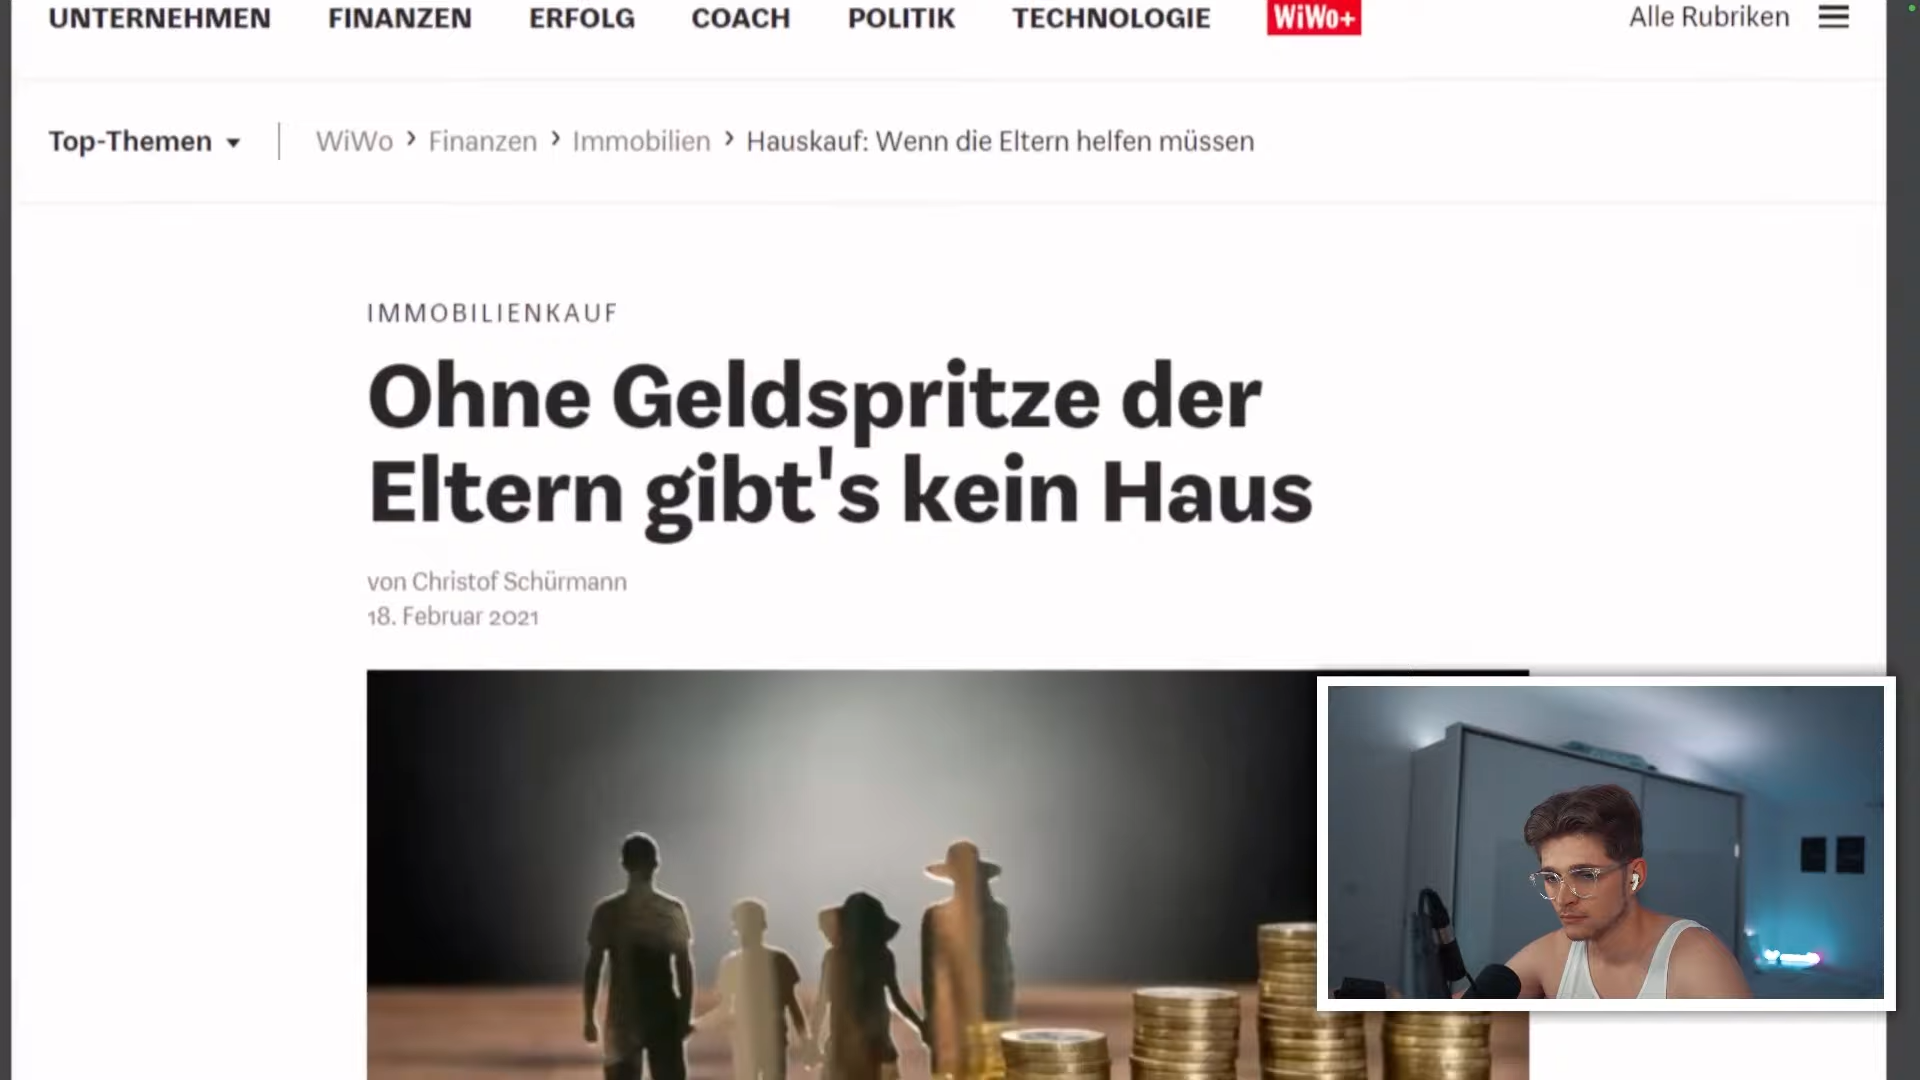 UNTERNEHMEN FINANZEN ERFOLG COACH POLITIK TECHNOLOGIE WiWo+ Alle Rubriken
Top-Themen WiWo > Finanzen > Immobilien > Hauskauf: Wenn die Eltern helfen müssen
IMMOBILIENKAUF
Ohne Geldspritze der
Eltern gibt's kein Haus
von Christof Schürmann
18. Februar 2021